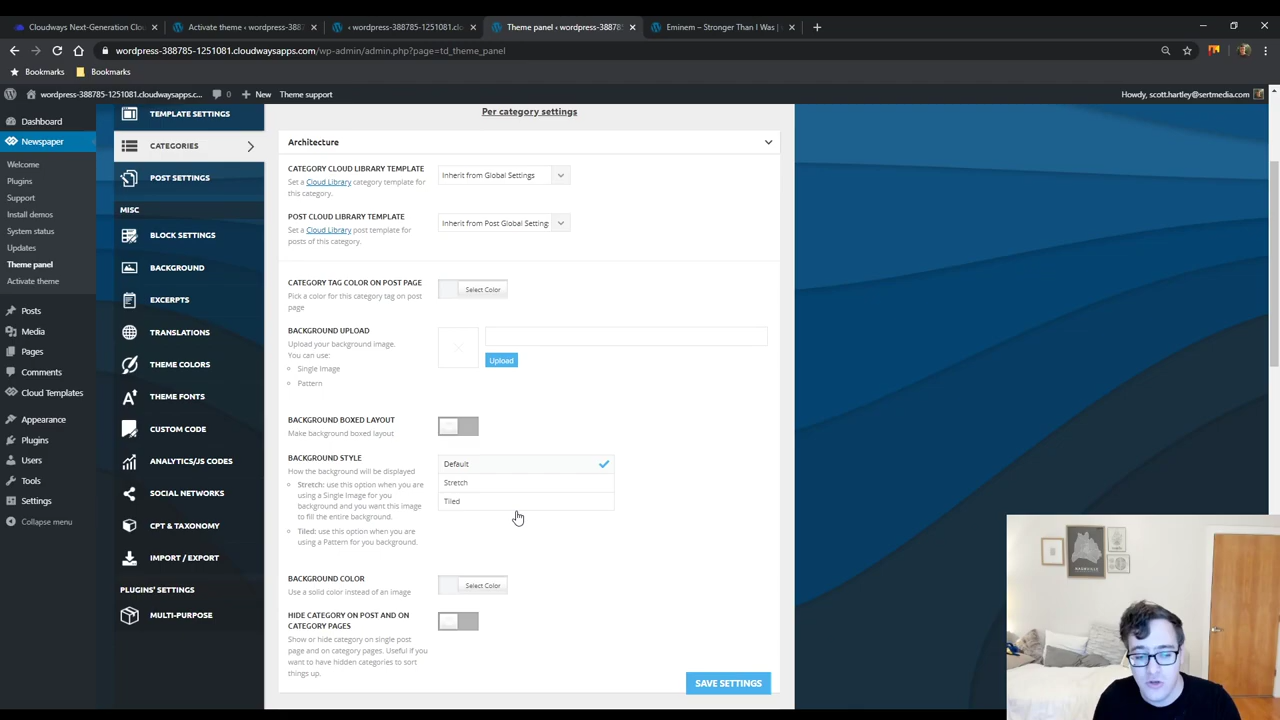 Cloudways Next-Generation Clo
Activate theme ‹ wordpress-3887
‹ wordpress-388785-1251081.clo
Theme panel ‹ wordpress-388785
Eminem – Stronger Than I Was |
wordpress-388785-1251081.cloudwaysapps.com/wp-admin/admin.php?page=td_theme_panel
Bookmarks
Bookmarks
wordpress-388785-1251081.cloudwaysapps.c...
0
New
Theme support
Howdy, scott.hartley@sertmedia.com
Dashboard
Newspaper
Welcome
Plugins
Support
Install demos
System status
Updates
Theme panel
Activate theme
Posts
Media
Pages
Comments
Cloud Templates
Appearance
Plugins
Users
Tools
Settings
Collapse menu
TEMPLATE SETTINGS
CATEGORIES
POST SETTINGS
MISC
BLOCK SETTINGS
BACKGROUND
EXCERPTS
TRANSLATIONS
THEME COLORS
THEME FONTS
CUSTOM CODE
ANALYTICS/JS CODES
SOCIAL NETWORKS
CPT & TAXONOMY
IMPORT / EXPORT
PLUGINS' SETTINGS
MULTI-PURPOSE
Per category settings
Architecture
CATEGORY CLOUD LIBRARY TEMPLATE
Set a Cloud Library category template for
this category.
Inherit from Global Settings
POST CLOUD LIBRARY TEMPLATE
Set a Cloud Library post template for
posts of this category.
Inherit from Post Global Setting
CATEGORY TAG COLOR ON POST PAGE
Pick a color for this category tag on post
page
Select Color
BACKGROUND UPLOAD
Upload your background image.
You can use:
Single Image
Pattern
Upload
BACKGROUND BOXED LAYOUT
Make background boxed layout
BACKGROUND STYLE
How the background will be displayed
Stretch: use this option when you are
using a Single Image for you
background and you want this image
to fill the entire background.
Tiled: use this option when you are
using a Pattern for you background.
Default
Stretch
Tiled
BACKGROUND COLOR
Use a solid color instead of an image
Select Color
HIDE CATEGORY ON POST AND ON
CATEGORY PAGES
Show or hide category on single post
page and on category pages. Useful if you
want to have hidden categories to sort
things up.
SAVE SETTINGS
NASHVILLE